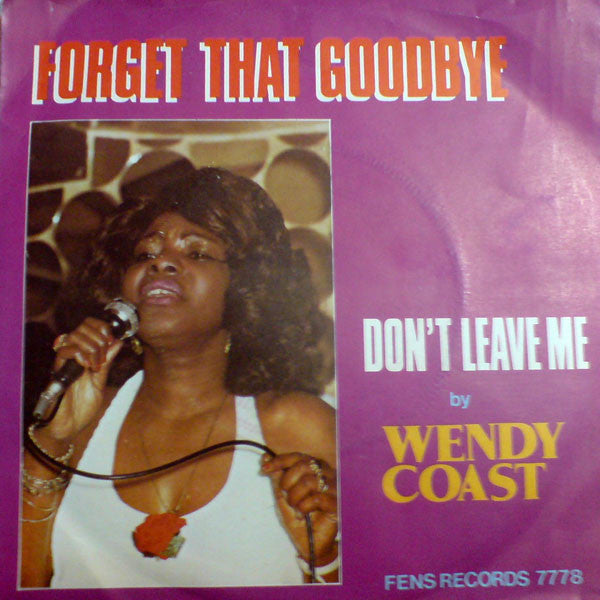 FORGET THAT GOODBYE
DON'T LEAVE ME
by
WENDY
COAST
FENS RECORDS 7778